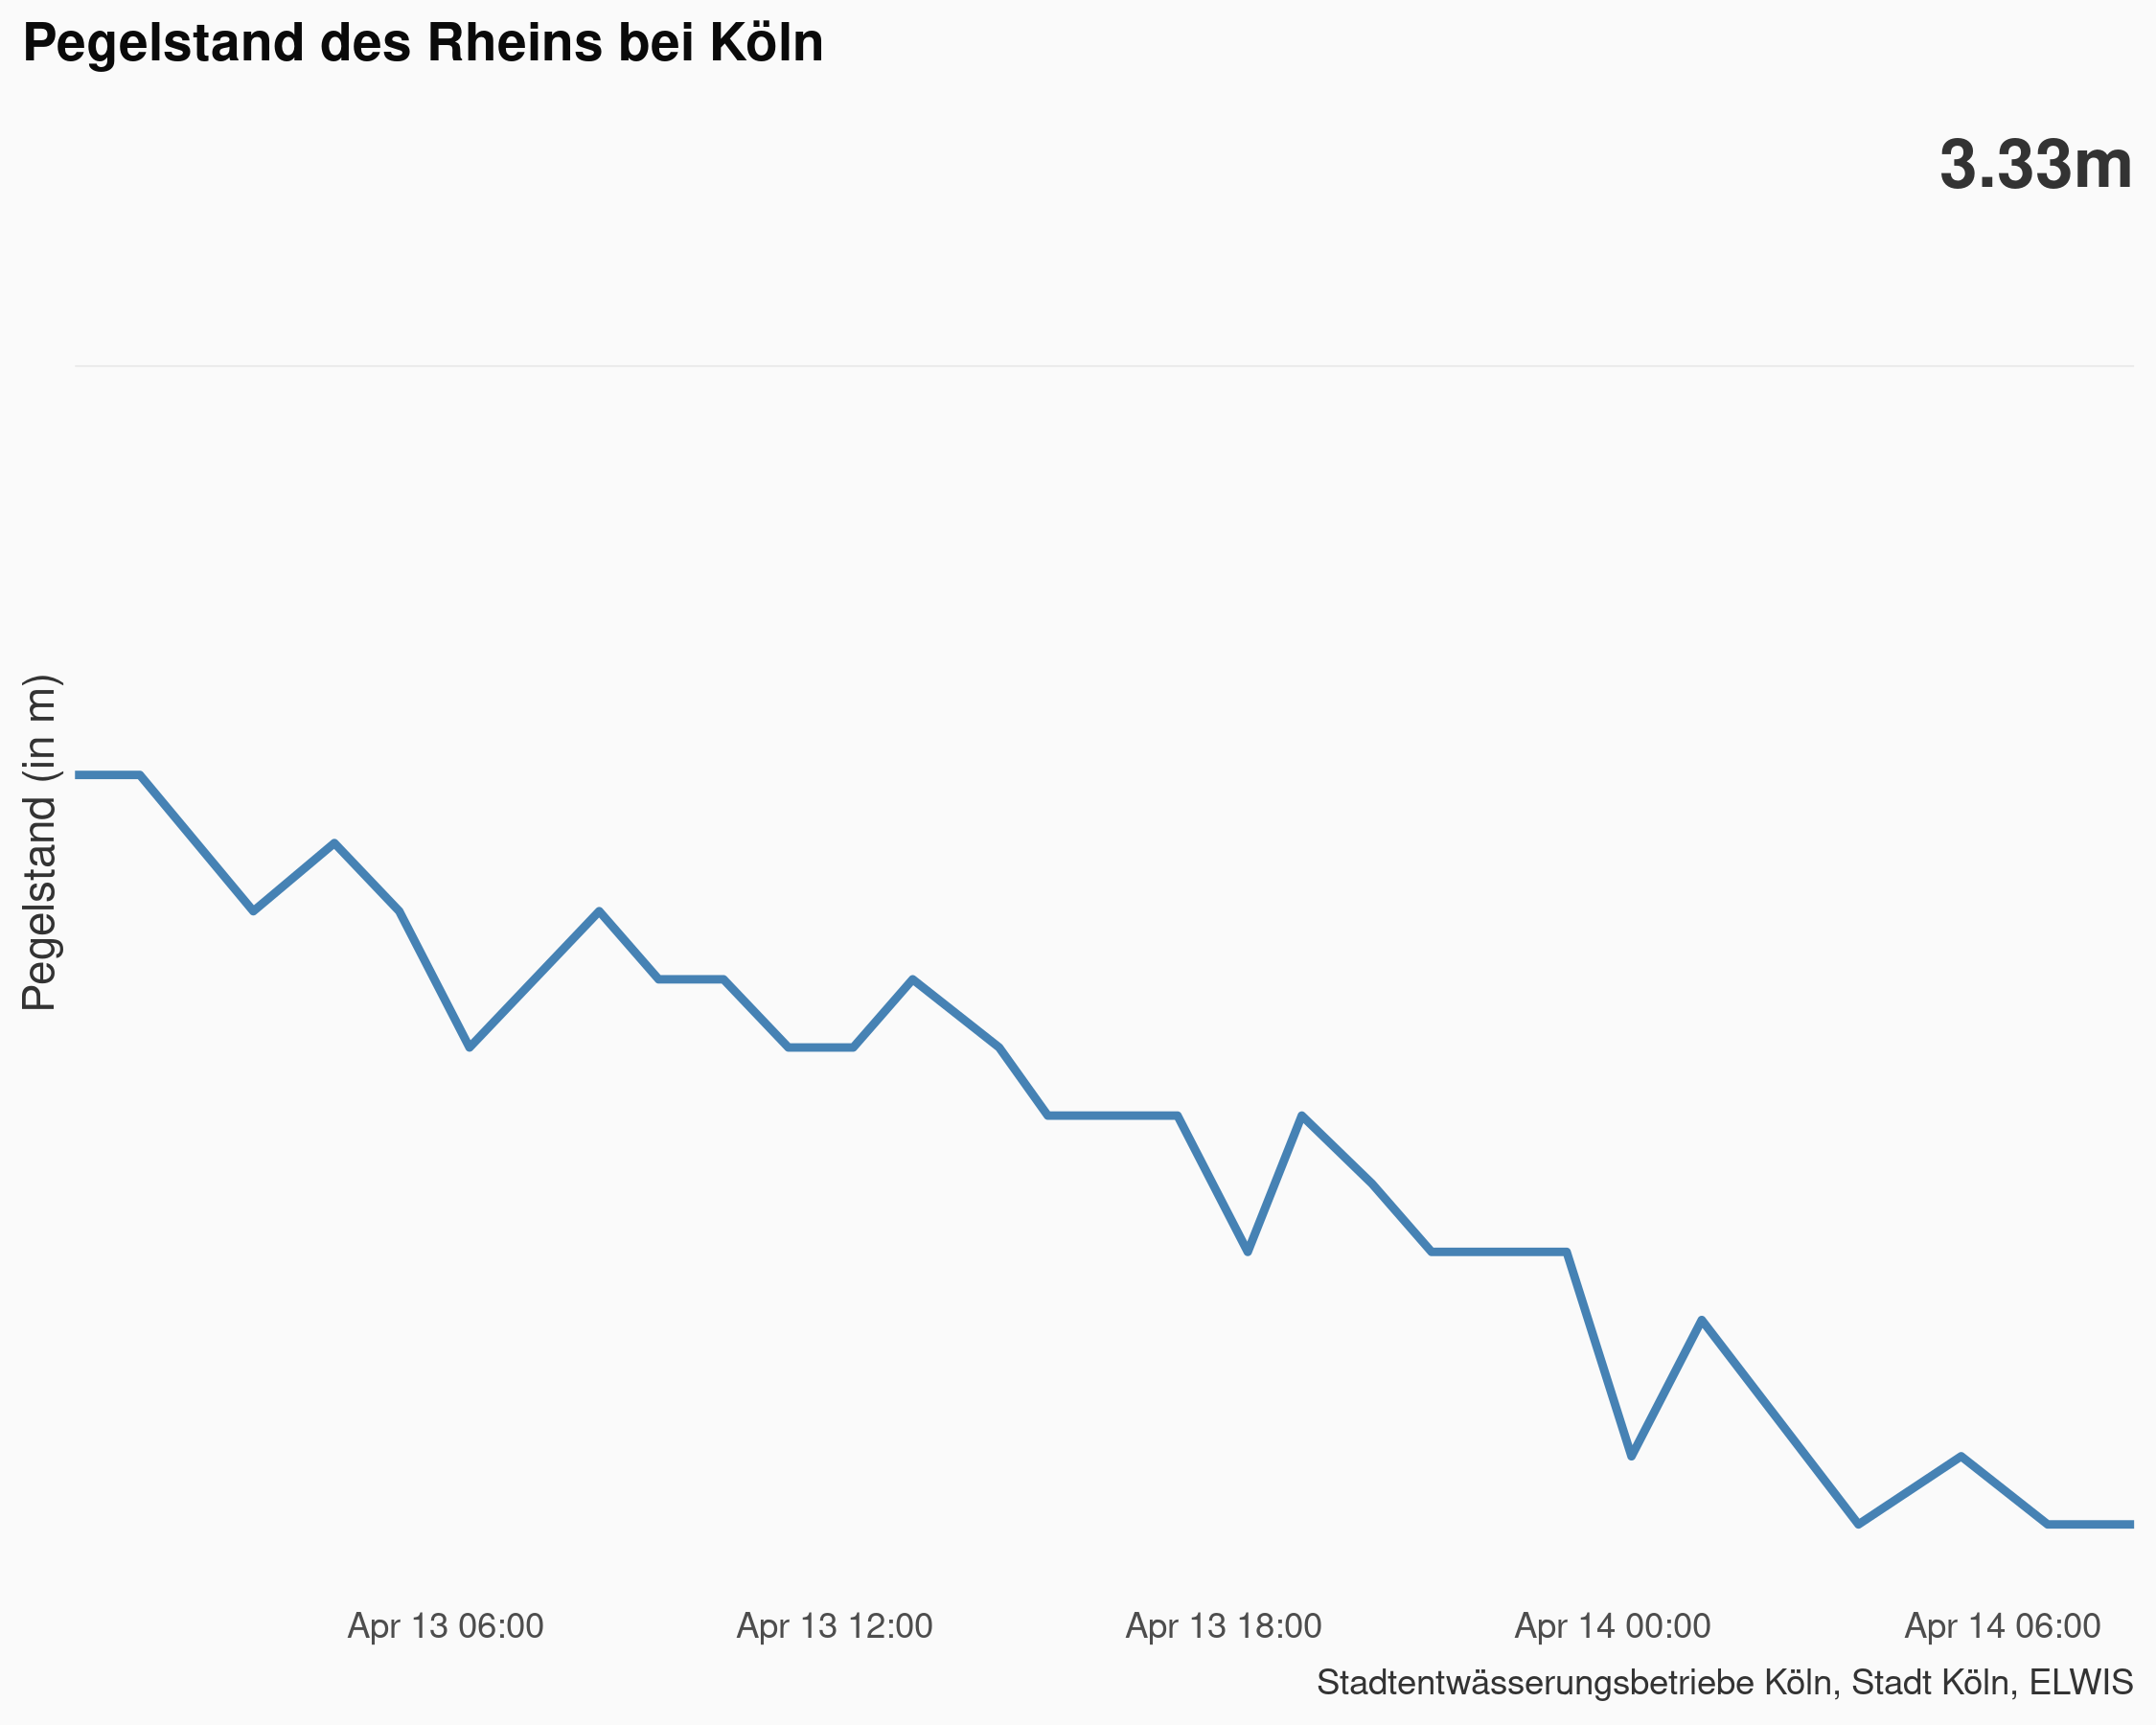 Pegelstand des Rheins bei Köln
3.33m
Pegelstand (in m)
Apr 13 06:00
Apr 13 12:00
Apr 13 18:00
Apr 14 00:00
Apr 14 06:00
Stadtentwässerungsbetriebe Köln, Stadt Köln, ELWIS